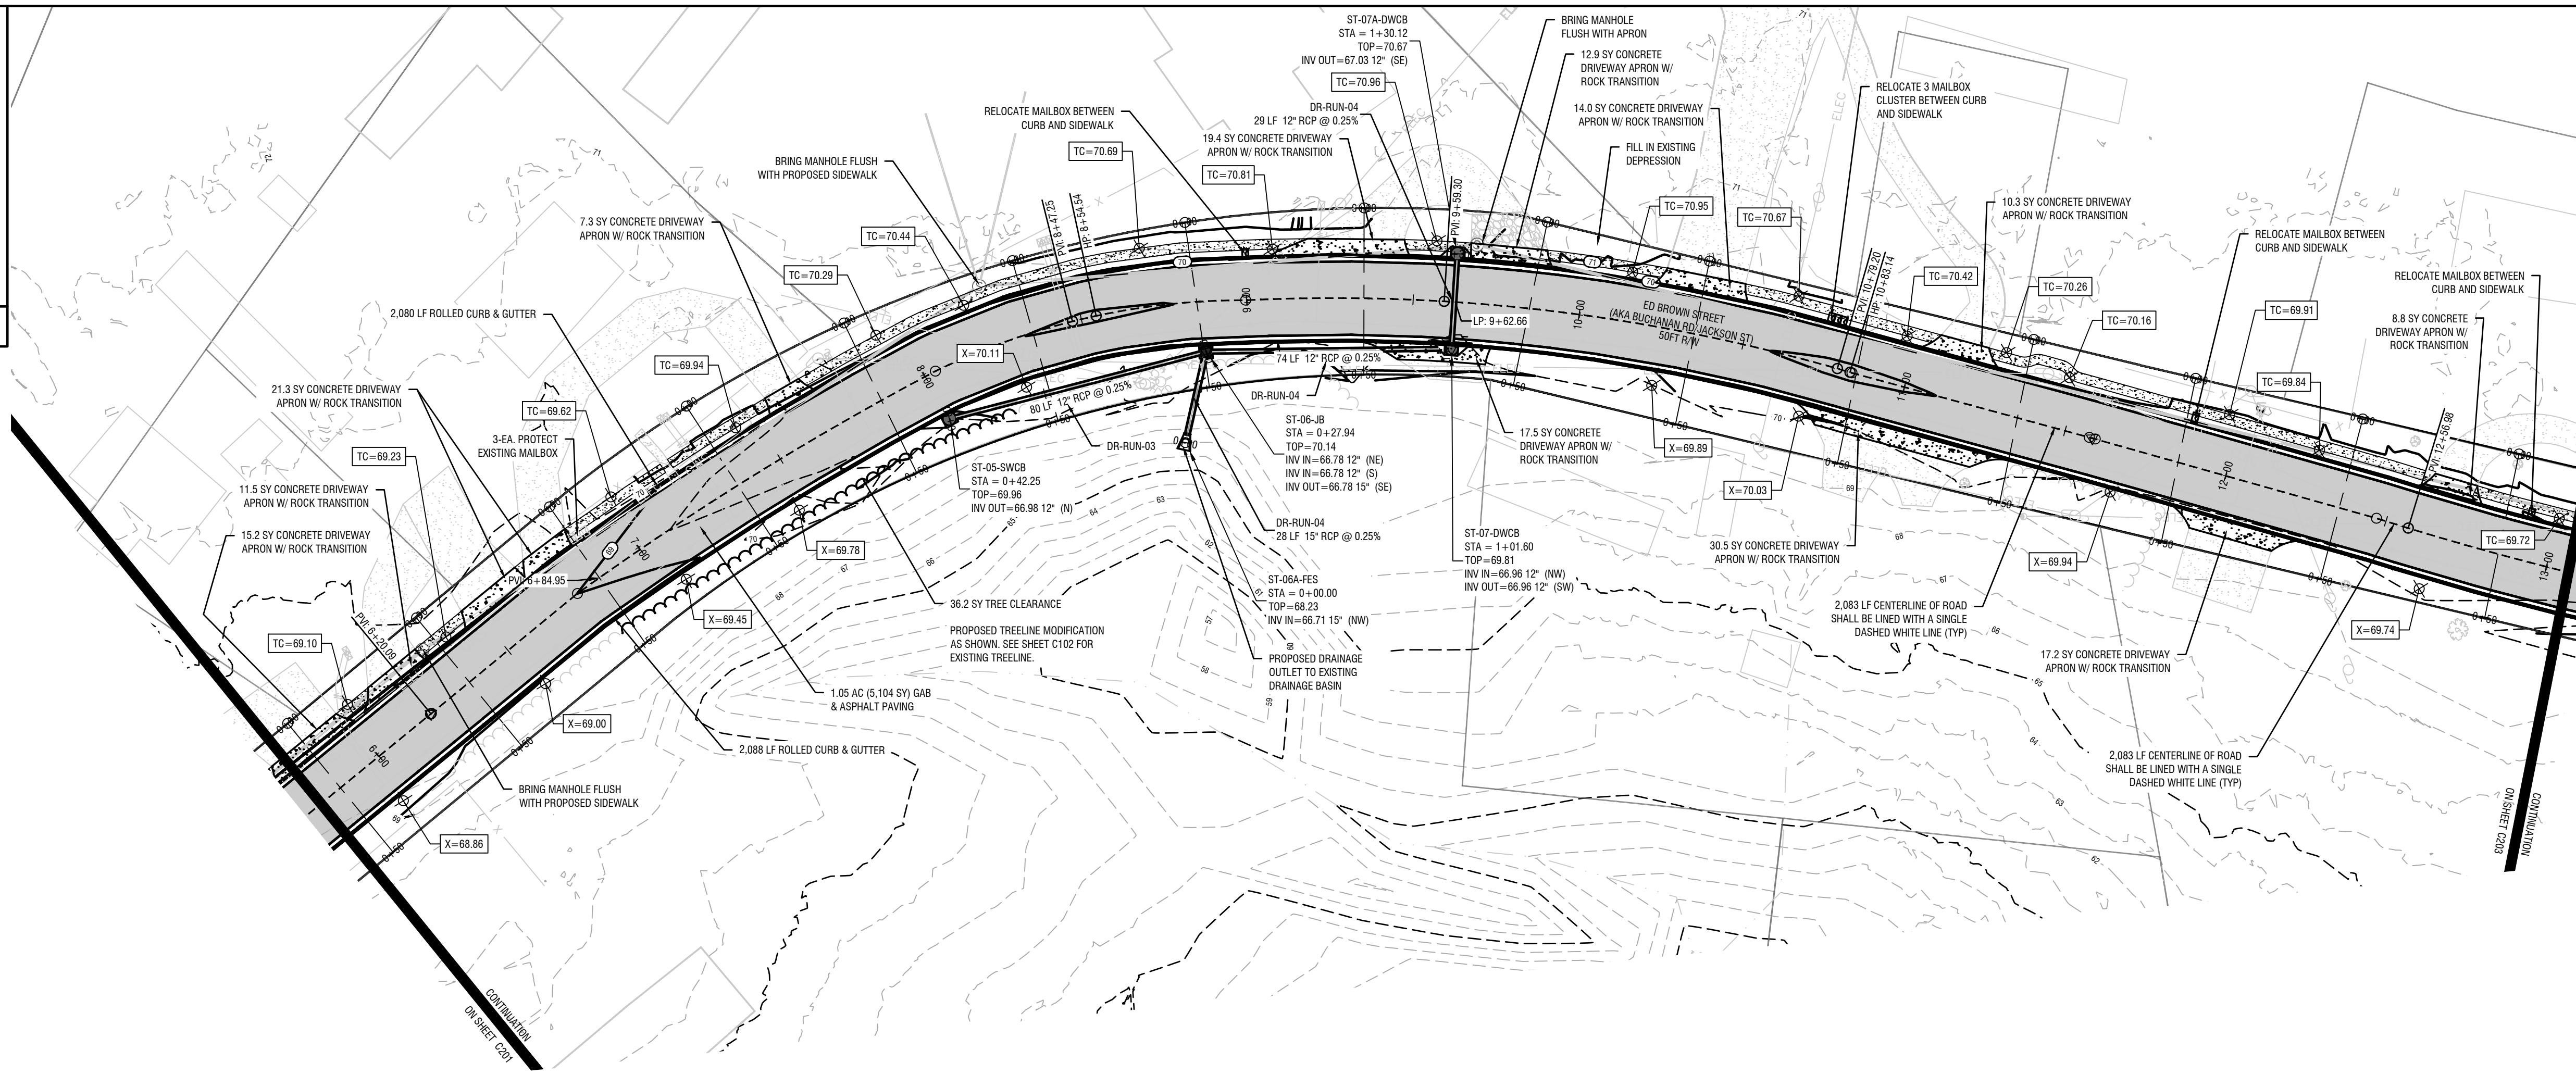 ST-07A-DWCB
STA = 1+30.12
TOP=70.67
INV OUT=67.03 12" (SE)
TC=70.96
BRING MANHOLE
FLUSH WITH APRON
12.9 SY CONCRETE
DRIVEWAY APRON W/
ROCK TRANSITION
14.0 SY CONCRETE DRIVEWAY
APRON W/ ROCK TRANSITION
FILL IN EXISTING
DEPRESSION
RELOCATE 3 MAILBOX
CLUSTER BETWEEN CURB
AND SIDEWALK
DR-RUN-04
29 LF 12" RCP @ 0.25%
19.4 SY CONCRETE DRIVEWAY
APRON W/ ROCK TRANSITION
RELOCATE MAILBOX BETWEEN
CURB AND SIDEWALK
TC=70.69
TC=70.81
BRING MANHOLE FLUSH
WITH PROPOSED SIDEWALK
7.3 SY CONCRETE DRIVEWAY
APRON W/ ROCK TRANSITION
TC=70.44
TC=70.29
2,080 LF ROLLED CURB & GUTTER
TC=69.94
21.3 SY CONCRETE DRIVEWAY
APRON W/ ROCK TRANSITION
TC=69.62
3-EA. PROTECT
EXISTING MAILBOX
TC=69.23
11.5 SY CONCRETE DRIVEWAY
APRON W/ ROCK TRANSITION
15.2 SY CONCRETE DRIVEWAY
APRON W/ ROCK TRANSITION
TC=69.10
PVI: 6+20.09
PVI: 6+84.95
PVI: 8+47.25
HP: 8+54.54
PVI: 9+59.30
LP: 9+62.66
TC=70.95
TC=70.67
PVI: 10+79.20
HP: 10+83.14
TC=70.42
TC=70.26
TC=70.16
10.3 SY CONCRETE DRIVEWAY
APRON W/ ROCK TRANSITION
RELOCATE MAILBOX BETWEEN
CURB AND SIDEWALK
RELOCATE MAILBOX BETWEEN
CURB AND SIDEWALK
TC=69.91
8.8 SY CONCRETE
DRIVEWAY APRON W/
ROCK TRANSITION
TC=69.84
PVI: 12+56.98
TC=69.72
ED BROWN STREET
(AKA BUCHANAN RD/JACKSON ST)
50FT R/W
6+00
7+00
8+00
9+00
10+00
11+00
12+00
13+00
X=70.11
80 LF 12" RCP @ 0.25%
74 LF 12" RCP @ 0.25%
DR-RUN-04
DR-RUN-03
ST-06-JB
STA = 0+27.94
TOP=70.14
INV IN=66.78 12" (NE)
INV IN=66.78 12" (S)
INV OUT=66.78 15" (SE)
ST-05-SWCB
STA = 0+42.25
TOP=69.96
INV OUT=66.98 12" (N)
DR-RUN-04
28 LF 15" RCP @ 0.25%
ST-06A-FES
STA = 0+00.00
TOP=68.23
INV IN=66.71 15" (NW)
PROPOSED DRAINAGE
OUTLET TO EXISTING
DRAINAGE BASIN
17.5 SY CONCRETE
DRIVEWAY APRON W/
ROCK TRANSITION
ST-07-DWCB
STA = 1+01.60
TOP=69.81
INV IN=66.96 12" (NW)
INV OUT=66.96 12" (SW)
X=69.89
X=70.03
30.5 SY CONCRETE DRIVEWAY
APRON W/ ROCK TRANSITION
2,083 LF CENTERLINE OF ROAD
SHALL BE LINED WITH A SINGLE
DASHED WHITE LINE (TYP)
X=69.94
17.2 SY CONCRETE DRIVEWAY
APRON W/ ROCK TRANSITION
X=69.74
2,083 LF CENTERLINE OF ROAD
SHALL BE LINED WITH A SINGLE
DASHED WHITE LINE (TYP)
X=69.78
36.2 SY TREE CLEARANCE
PROPOSED TREELINE MODIFICATION
AS SHOWN. SEE SHEET C102 FOR
EXISTING TREELINE.
X=69.45
1.05 AC (5,104 SY) GAB
& ASPHALT PAVING
X=69.00
2,088 LF ROLLED CURB & GUTTER
BRING MANHOLE FLUSH
WITH PROPOSED SIDEWALK
X=68.86
CONTINUATION
ON SHEET C201
CONTINUATION
ON SHEET C203